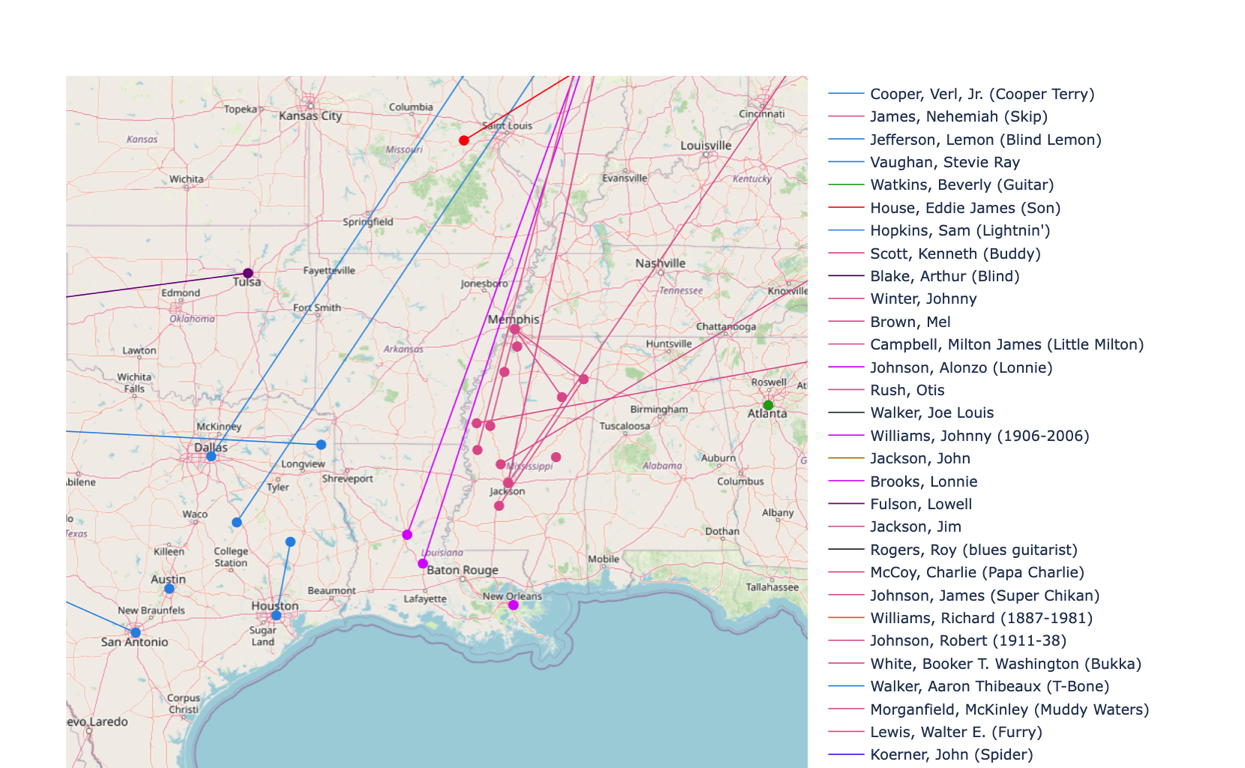 Topeka
Kansas City
Columbia
Saint Louis
Cincinnati
Kansas
Missouri
Louisville
Wichita
Evansville
Kentucky
Springfield
Nashville
Tulsa
Fayetteville
Jonesboro
Tennessee
Knoxville
Edmond
Oklahoma
Fort Smith
Memphis
Chattanooga
Lawton
Arkansas
Huntsville
Wichita
Falls
Roswell
At
McKinney
Birmingham
Atlanta
Dallas
Tuscaloosa
Longview
Mississippi
Alabama
Auburn
G
bilene
Tyler
Shreveport
Columbus
Jackson
lo
Waco
Albany
Texas
Killeen
College
Station
Louisiana
Mobile
Dothan
Austin
Baton Rouge
Tallahassee
New Braunfels
Beaumont
Lafayette
New Orleans
Houston
Sugar
Land
San Antonio
Corpus
Christi
evo Laredo
Cooper, Verl, Jr. (Cooper Terry)
James, Nehemiah (Skip)
Jefferson, Lemon (Blind Lemon)
Vaughan, Stevie Ray
Watkins, Beverly (Guitar)
House, Eddie James (Son)
Hopkins, Sam (Lightnin')
Scott, Kenneth (Buddy)
Blake, Arthur (Blind)
Winter, Johnny
Brown, Mel
Campbell, Milton James (Little Milton)
Johnson, Alonzo (Lonnie)
Rush, Otis
Walker, Joe Louis
Williams, Johnny (1906-2006)
Jackson, John
Brooks, Lonnie
Fulson, Lowell
Jackson, Jim
Rogers, Roy (blues guitarist)
McCoy, Charlie (Papa Charlie)
Johnson, James (Super Chikan)
Williams, Richard (1887-1981)
Johnson, Robert (1911-38)
White, Booker T. Washington (Bukka)
Walker, Aaron Thibeaux (T-Bone)
Morganfield, McKinley (Muddy Waters)
Lewis, Walter E. (Furry)
Koerner, John (Spider)